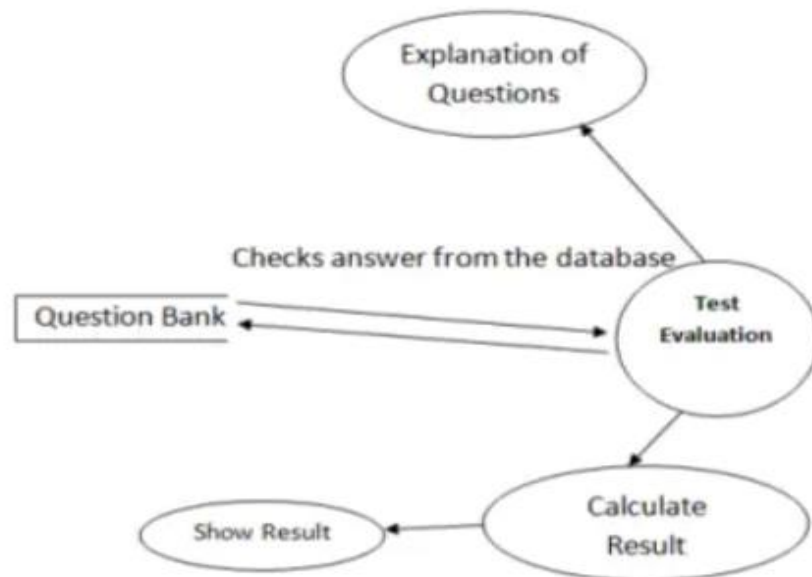 Explanation of
Questions
Checks answer from the database
Question Bank
Test
Evaluation
Calculate
Result
Show Result